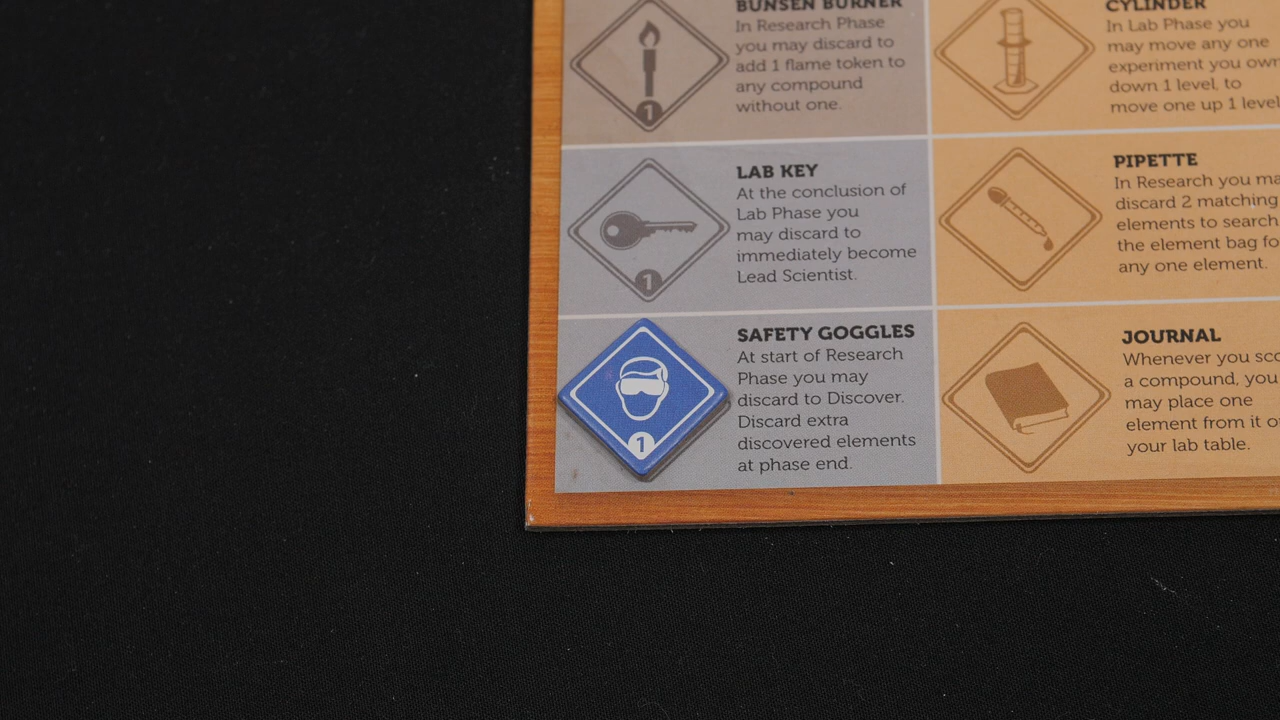 BUNSEN BURNER
In Research Phase
you may discard to
add 1 flame token to
any compound
without one.
1
CYLINDER
In Lab Phase you
may move any one
experiment you own
down 1 level, to
move one up 1 level
LAB KEY
At the conclusion of
Lab Phase you
may discard to
immediately become
Lead Scientist.
1
PIPETTE
In Research you
discard 2 matching
elements to search
the element bag
any one element.
SAFETY GOGGLES
At start of Research
Phase you may
discard to Discover.
Discard extra
discovered elements
at phase end.
1
JOURNAL
Whenever you
a compound, you
may place one
element from it
your lab table.